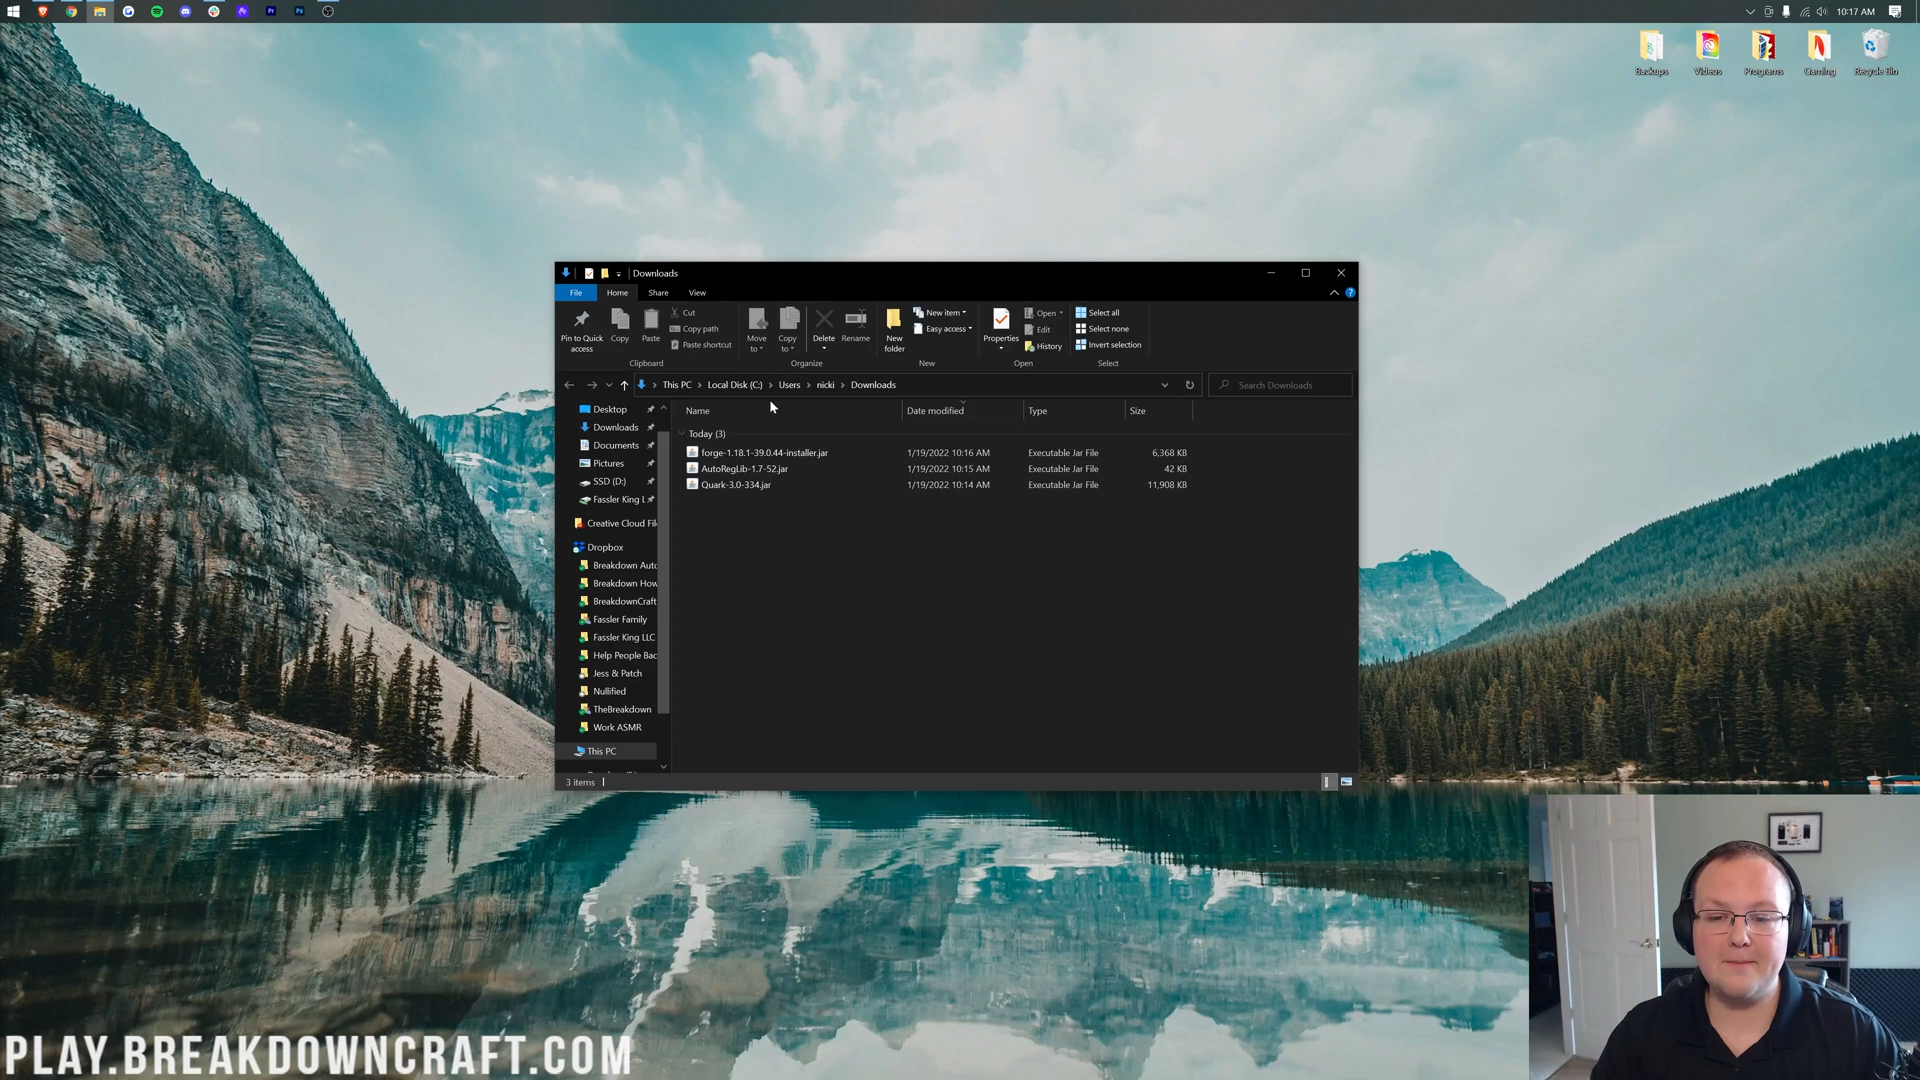 10:17 AM
Backups
Videos
Programs
Gaming
Recycle Bin
Downloads
File
Home
Share
View
Pin to Quick access
Copy
Paste
Cut
Copy path
Paste shortcut
Clipboard
Move to
Copy to
Delete
Rename
Organize
New folder
New item
Easy access
New
Properties
Open
Edit
History
Open
Select all
Select none
Invert selection
Select
This PC > Local Disk (C:) > Users > nicki > Downloads
Search Downloads
Name Date modified Type Size
Today (3)
forge-1.18.1-39.0.44-installer.jar 1/19/2022 10:16 AM Executable Jar File 6,368 KB
AutoRegLib-1.7-52.jar 1/19/2022 10:15 AM Executable Jar File 42 KB
Quark-3.0-334.jar 1/19/2022 10:14 AM Executable Jar File 11,908 KB
Desktop
Downloads
Documents
Pictures
SSD (D:)
Fassler King L
Creative Cloud Fil
Dropbox
Breakdown Auto
Breakdown How
BreakdownCraft
Fassler Family
Fassler King LLC
Help People Bac
Jess & Patch
Nullified
TheBreakdown
Work ASMR
This PC
3 items
PLAY.BREAKDOWNCRAFT.COM